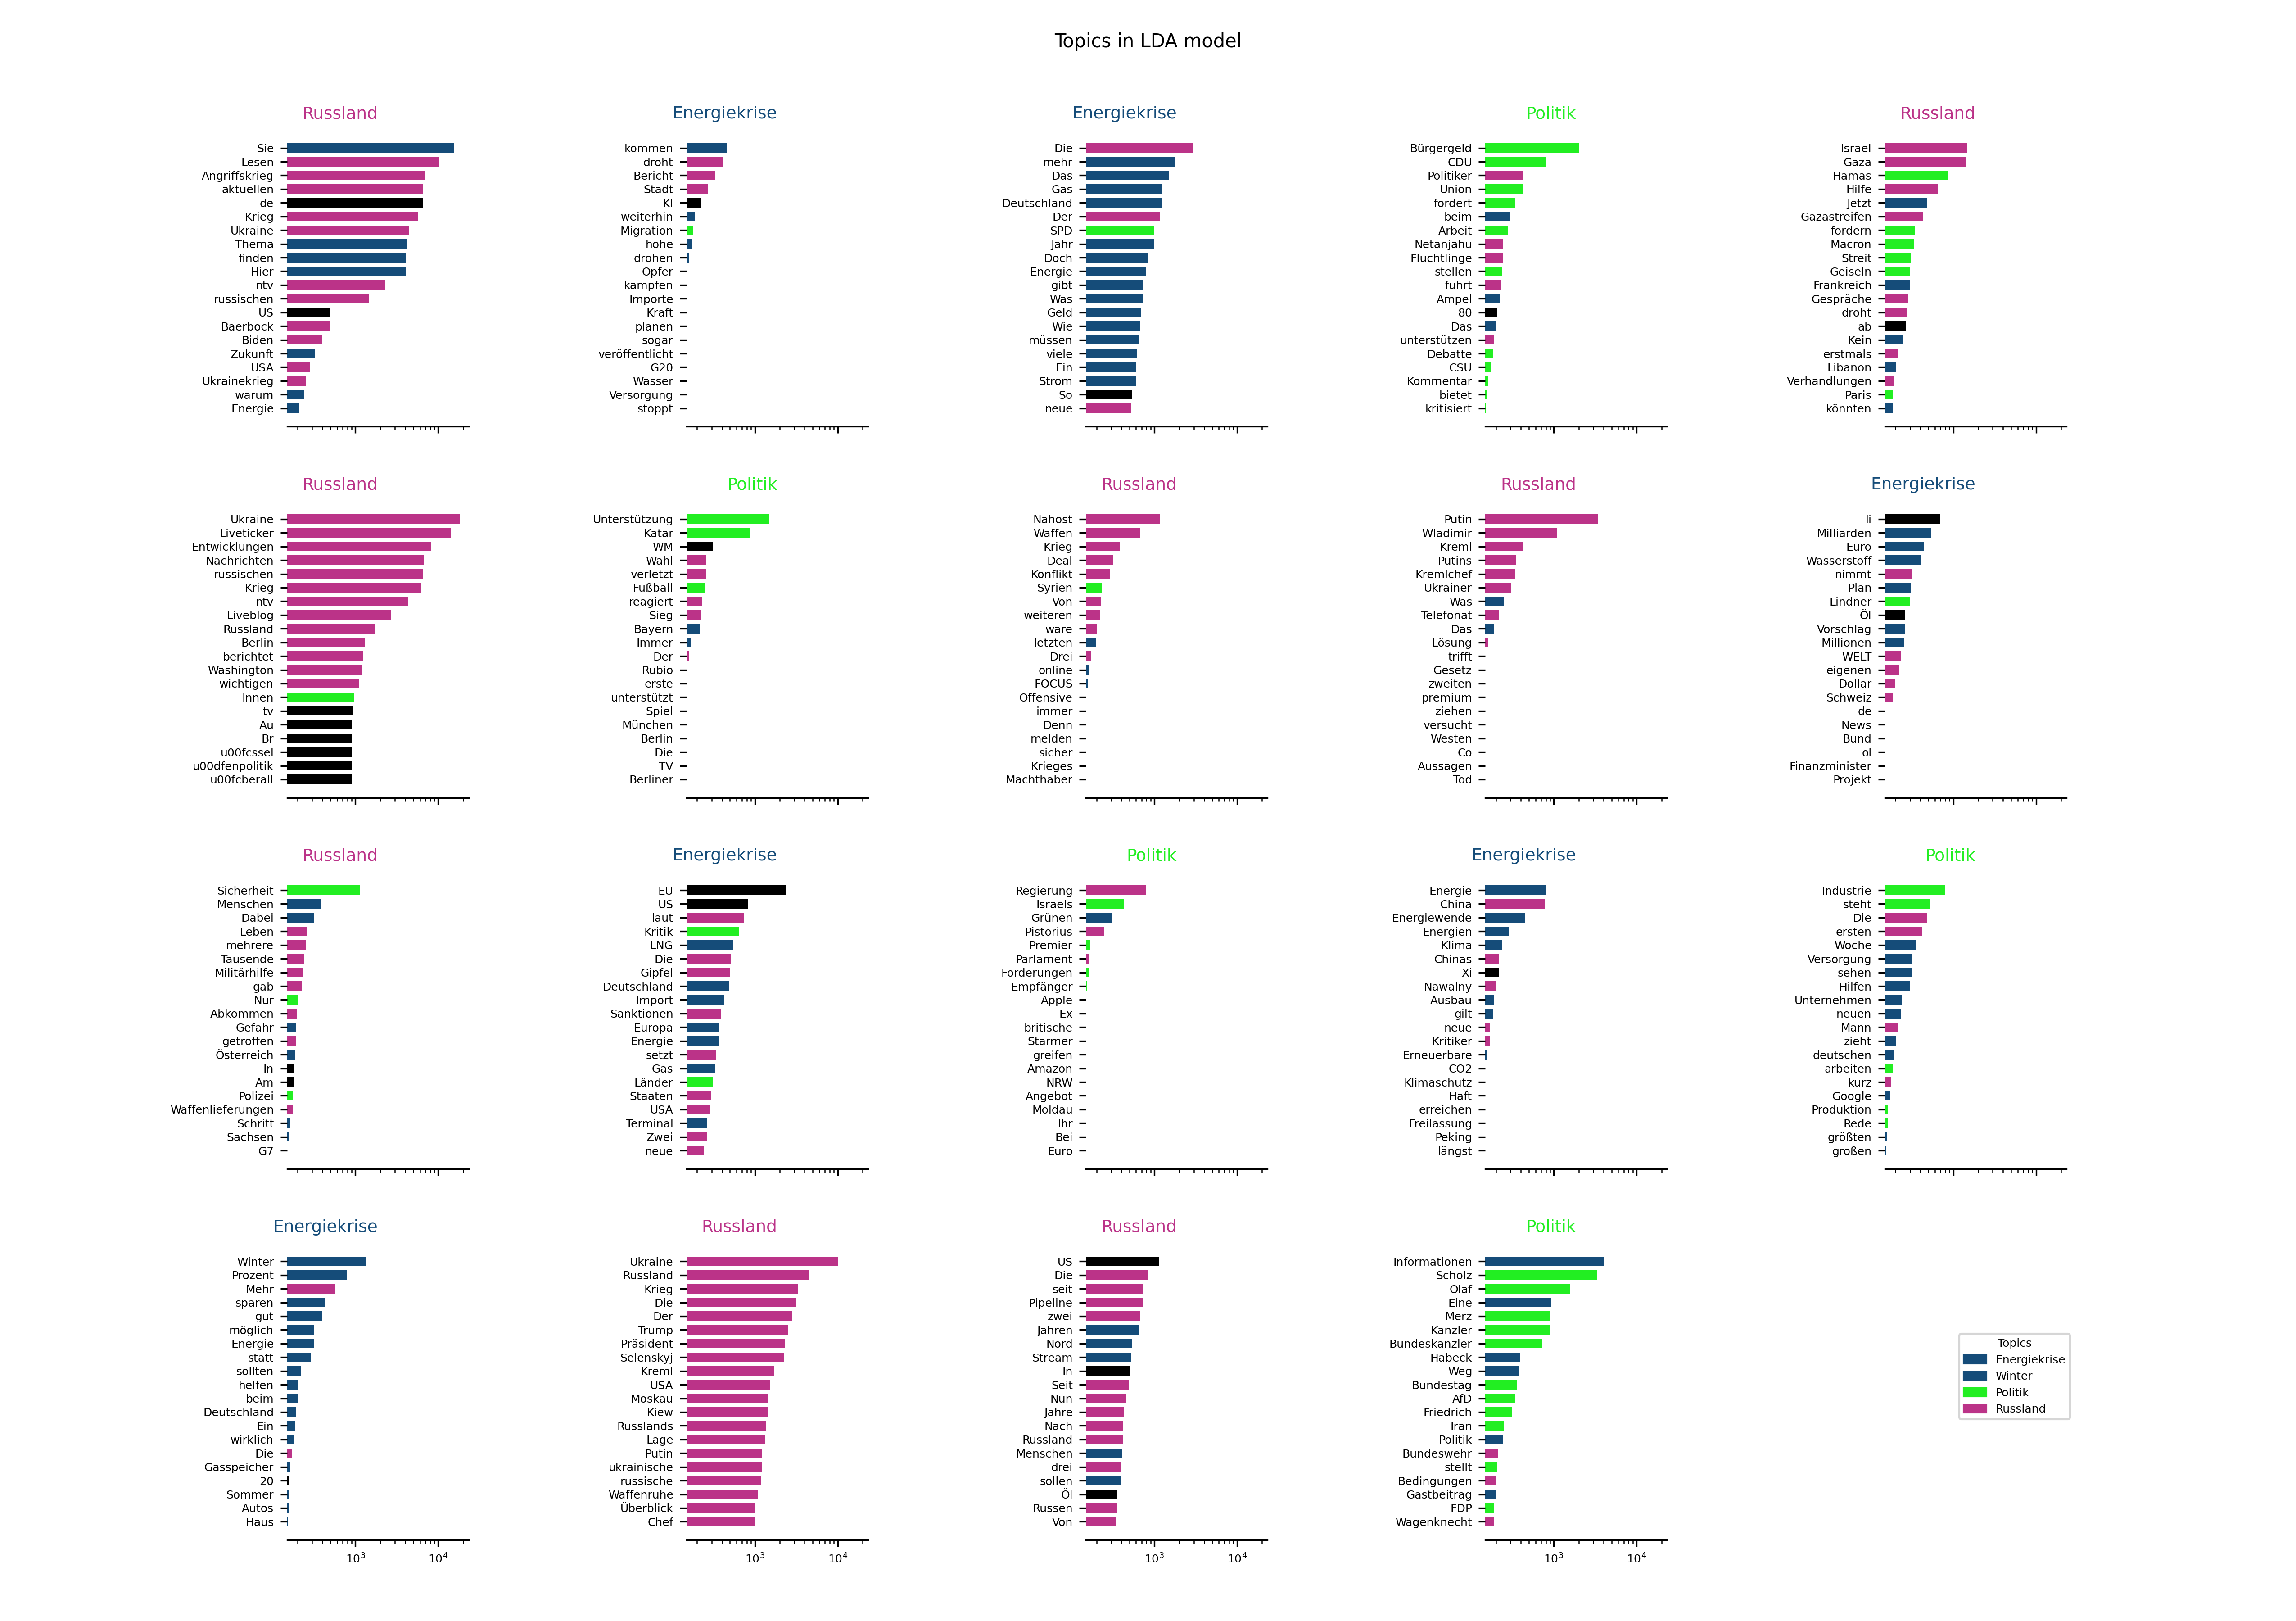 Topics in LDA model
Russland
Sie
Lesen
Angriffskrieg
aktuellen
de
Krieg
Ukraine
Thema
finden
Hier
ntv
russischen
US
Baerbock
Biden
Zukunft
USA
Ukrainekrieg
warum
Energie
Energiekrise
kommen
droht
Bericht
Stadt
KI
weiterhin
Migration
hohe
drohen
Opfer
kämpfen
Importe
Kraft
planen
sogar
veröffentlicht
G20
Wasser
Versorgung
stoppt
Energiekrise
Die
mehr
Das
Gas
Deutschland
Der
SPD
Jahr
Doch
Energie
gibt
Was
Geld
Wie
müssen
viele
Ein
Strom
So
neue
Politik
Bürgergeld
CDU
Politiker
Union
fordert
beim
Arbeit
Netanjahu
Flüchtlinge
stellen
führt
Ampel
80
Das
unterstützen
Debatte
CSU
Kommentar
bietet
kritisiert
Russland
Israel
Gaza
Hamas
Hilfe
Jetzt
Gazastreifen
fordern
Macron
Streit
Geiseln
Frankreich
Gespräche
droht
ab
Kein
erstmals
Libanon
Verhandlungen
Paris
könnten
Russland
Ukraine
Liveticker
Entwicklungen
Nachrichten
russischen
Krieg
ntv
Liveblog
Russland
Berlin
berichtet
Washington
wichtigen
Innen
tv
Au
Br
u00fcssel
u00dfenpolitik
u00fcberall
Politik
Unterstützung
Katar
WM
Wahl
verletzt
Fußball
reagiert
Sieg
Bayern
Immer
Der
Rubio
erste
unterstützt
Spiel
München
Berlin
Die
TV
Berliner
Russland
Nahost
Waffen
Krieg
Deal
Konflikt
Syrien
Von
weiteren
wäre
letzten
Drei
online
FOCUS
Offensive
immer
Denn
melden
sicher
Krieges
Machthaber
Russland
Putin
Wladimir
Kreml
Putins
Kremlchef
Ukrainer
Was
Telefonat
Das
Lösung
trifft
Gesetz
zweiten
premium
ziehen
versucht
Westen
Co
Aussagen
Tod
Energiekrise
li
Milliarden
Euro
Wasserstoff
nimmt
Plan
Lindner
Öl
Vorschlag
Millionen
WELT
eigenen
Dollar
Schweiz
de
News
Bund
ol
Finanzminister
Projekt
Russland
Sicherheit
Menschen
Dabei
Leben
mehrere
Tausende
Militärhilfe
gab
Nur
Abkommen
Gefahr
getroffen
Österreich
In
Am
Polizei
Waffenlieferungen
Schritt
Sachsen
G7
Energiekrise
EU
US
laut
Kritik
LNG
Die
Gipfel
Deutschland
Import
Sanktionen
Europa
Energie
setzt
Gas
Länder
Staaten
USA
Terminal
Zwei
neue
Politik
Regierung
Israels
Grünen
Pistorius
Premier
Parlament
Forderungen
Empfänger
Apple
Ex
britische
Starmer
greifen
Amazon
NRW
Angebot
Moldau
Ihr
Bei
Euro
Energiekrise
Energie
China
Energiewende
Energien
Klima
Chinas
Xi
Nawalny
Ausbau
gilt
neue
Kritiker
Erneuerbare
CO2
Klimaschutz
Haft
erreichen
Freilassung
Peking
längst
Politik
Industrie
steht
Die
ersten
Woche
Versorgung
sehen
Hilfen
Unternehmen
neuen
Mann
zieht
deutschen
arbeiten
kurz
Google
Produktion
Rede
größten
großen
Energiekrise
Winter
Prozent
Mehr
sparen
gut
möglich
Energie
statt
sollten
helfen
beim
Deutschland
Ein
wirklich
Die
Gasspeicher
20
Sommer
Autos
Haus
10³ 10⁴
Russland
Ukraine
Russland
Krieg
Die
Der
Trump
Präsident
Selenskyj
Kreml
USA
Moskau
Kiew
Russlands
Lage
Putin
ukrainische
russische
Waffenruhe
Überblick
Chef
10³ 10⁴
Russland
US
Die
seit
Pipeline
zwei
Jahren
Nord
Stream
In
Seit
Nun
Jahre
Nach
Russland
Menschen
drei
sollen
Öl
Russen
Von
10³ 10⁴
Politik
Informationen
Scholz
Olaf
Eine
Merz
Kanzler
Bundeskanzler
Habeck
Weg
Bundestag
AfD
Friedrich
Iran
Politik
Bundeswehr
stellt
Bedingungen
Gastbeitrag
FDP
Wagenknecht
10³ 10⁴
Topics
Energiekrise
Winter
Politik
Russland